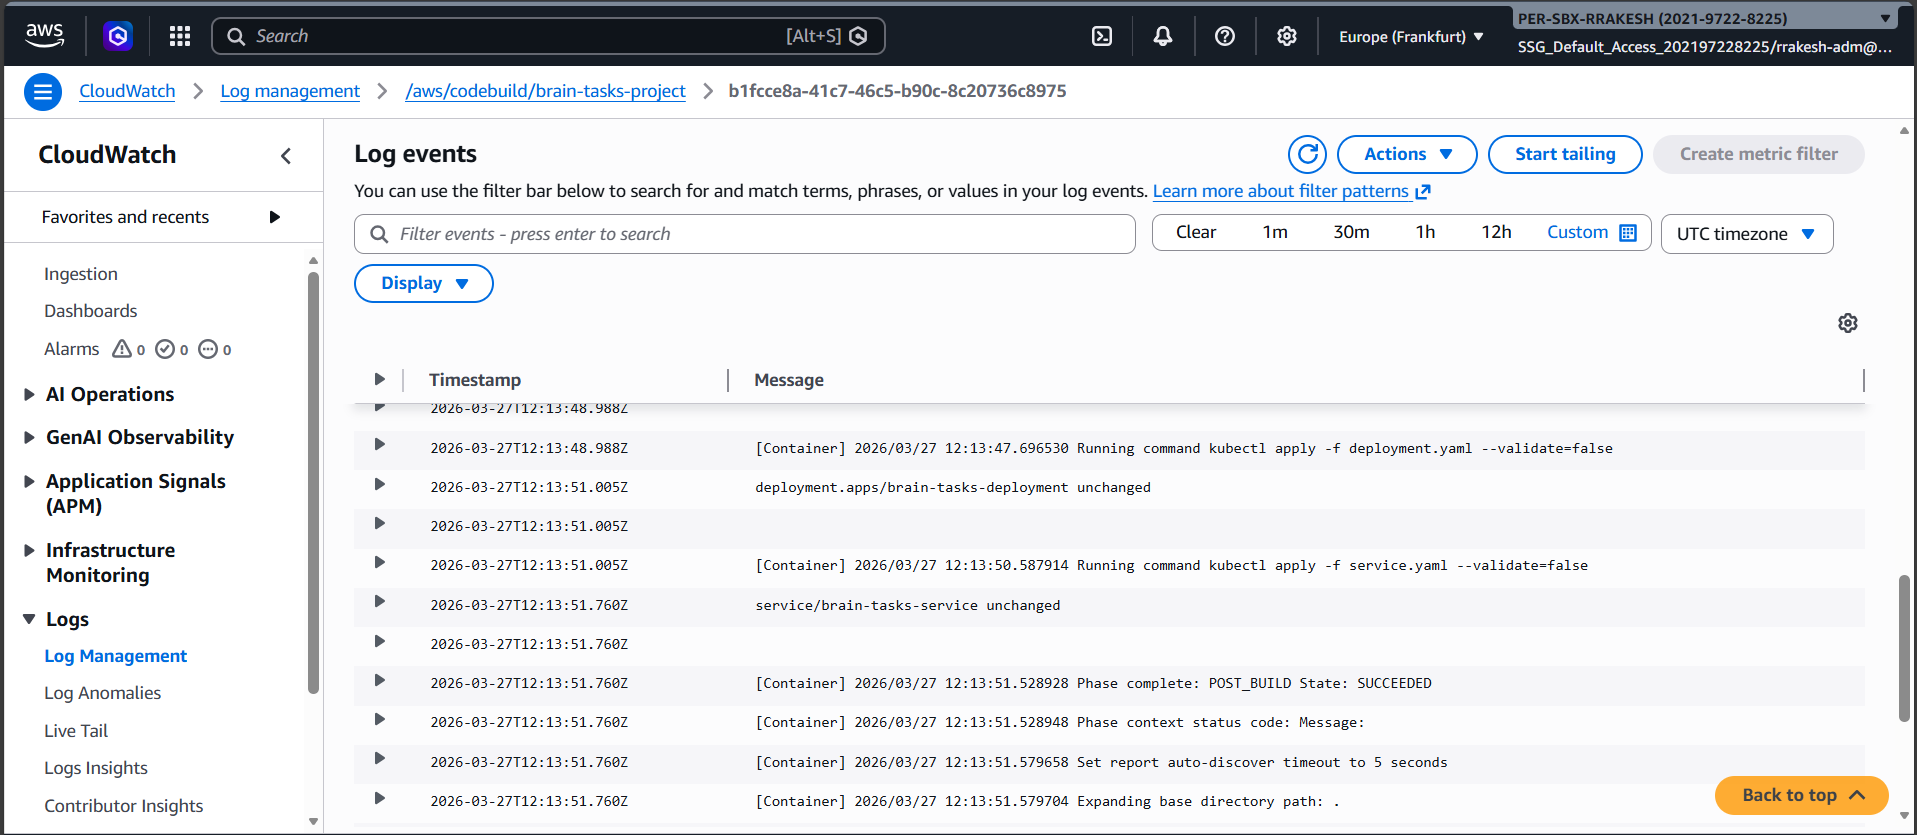 aws
Search [Alt+S]
Europe (Frankfurt)
PER-SBX-RRAKESH (2021-9722-8225)
SSG_Default_Access_202197228225/rrakesh-adm@...
CloudWatch
Log management
/aws/codebuild/brain-tasks-project
b1fcce8a-41c7-46c5-b90c-8c20736c8975
CloudWatch
Favorites and recents
Ingestion
Dashboards
Alarms 0 0 0
AI Operations
GenAI Observability
Application Signals
(APM)
Infrastructure
Monitoring
Logs
Log Management
Log Anomalies
Live Tail
Logs Insights
Contributor Insights
Log events
Actions
Start tailing
Create metric filter
You can use the filter bar below to search for and match terms, phrases, or values in your log events. Learn more about filter patterns
Filter events - press enter to search
Clear 1m 30m 1h 12h Custom
UTC timezone
Display
Timestamp Message
2026-03-27T12:13:48.988Z
2026-03-27T12:13:48.988Z [Container] 2026/03/27 12:13:47.696530 Running command kubectl apply -f deployment.yaml --validate=false
2026-03-27T12:13:51.005Z deployment.apps/brain-tasks-deployment unchanged
2026-03-27T12:13:51.005Z
2026-03-27T12:13:51.005Z [Container] 2026/03/27 12:13:50.587914 Running command kubectl apply -f service.yaml --validate=false
2026-03-27T12:13:51.760Z service/brain-tasks-service unchanged
2026-03-27T12:13:51.760Z
2026-03-27T12:13:51.760Z [Container] 2026/03/27 12:13:51.528928 Phase complete: POST_BUILD State: SUCCEEDED
2026-03-27T12:13:51.760Z [Container] 2026/03/27 12:13:51.528948 Phase context status code: Message:
2026-03-27T12:13:51.760Z [Container] 2026/03/27 12:13:51.579658 Set report auto-discover timeout to 5 seconds
2026-03-27T12:13:51.760Z [Container] 2026/03/27 12:13:51.579704 Expanding base directory path: .
Back to top